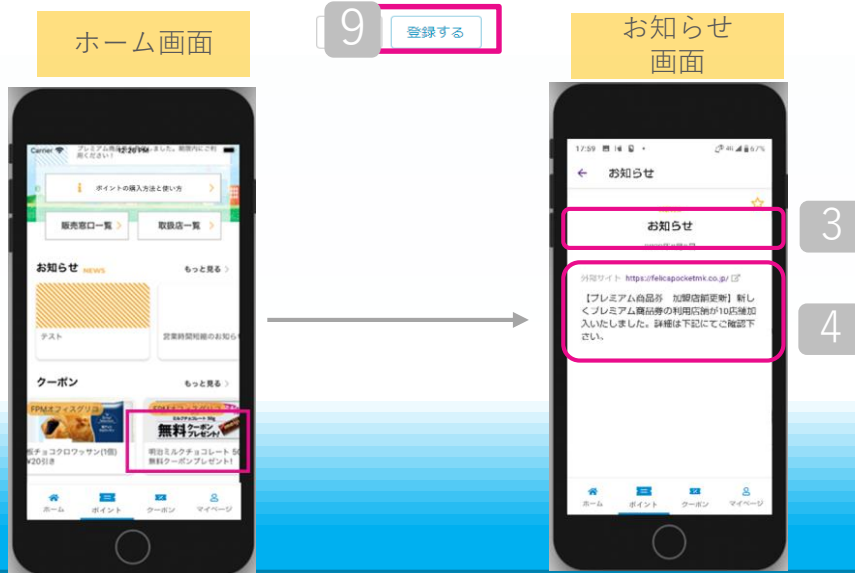 ホーム画面
9
登録する
お知らせ
画面
Carrier
用ください！
ポイントの購入方法と使い方
販売窓口一覧
取扱店一覧
お知らせ NEWS
もっと見る
テスト
営業時間短縮のお知らせ
クーポン
もっと見る
FPMオフィスグリコ
無料クーポン
プレゼント!
板チョコクロワッサン(1個)
¥20引き
明治ミルクチョコレート 50
無料クーポンプレゼント!
ホーム
ポイント
クーポン
マイページ
17:59
67%
← お知らせ
お知らせ
3
外部サイト https://felicapocketmk.co.jp/
【プレミアム商品券 加盟店舗更新】新し
くプレミアム商品券の利用店舗が10店舗加
入いたしました。詳細は下記にてご確認下
さい、
4
ホーム
ポイント
クーポン
マイページ